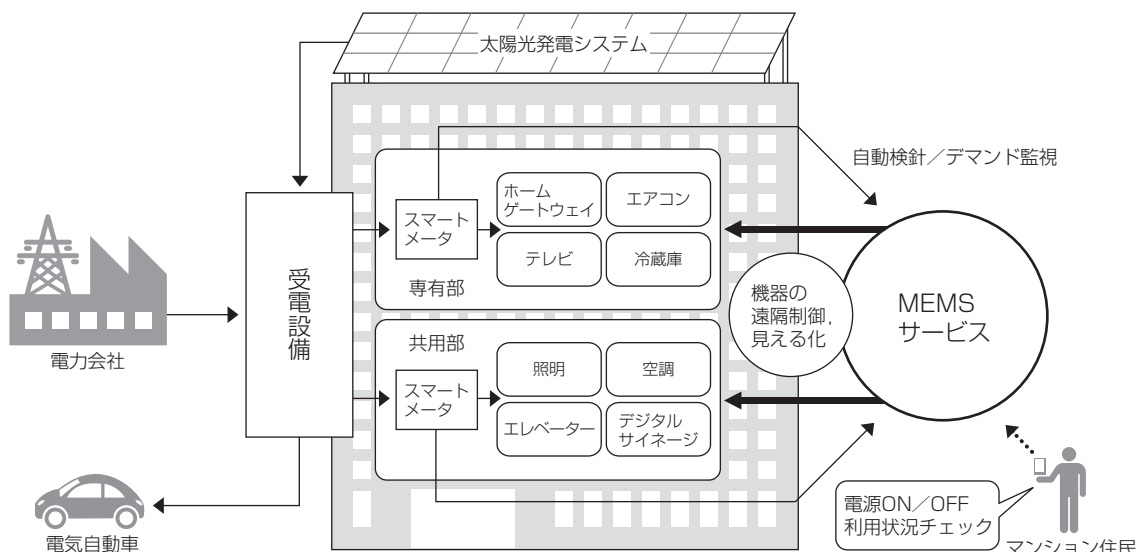 太陽光発電システム
自動検針／デマンド監視
スマート
メータ
ホーム
ゲートウェイ
エアコン
テレビ
冷蔵庫
専有部
受電設備
電力会社
機器の
遠隔制御，
見える化
MEMS
サービス
共用部
スマート
メータ
照明
空調
エレベーター
デジタル
サイネージ
電源ON／OFF
利用状況チェック
電気自動車
マンション住民